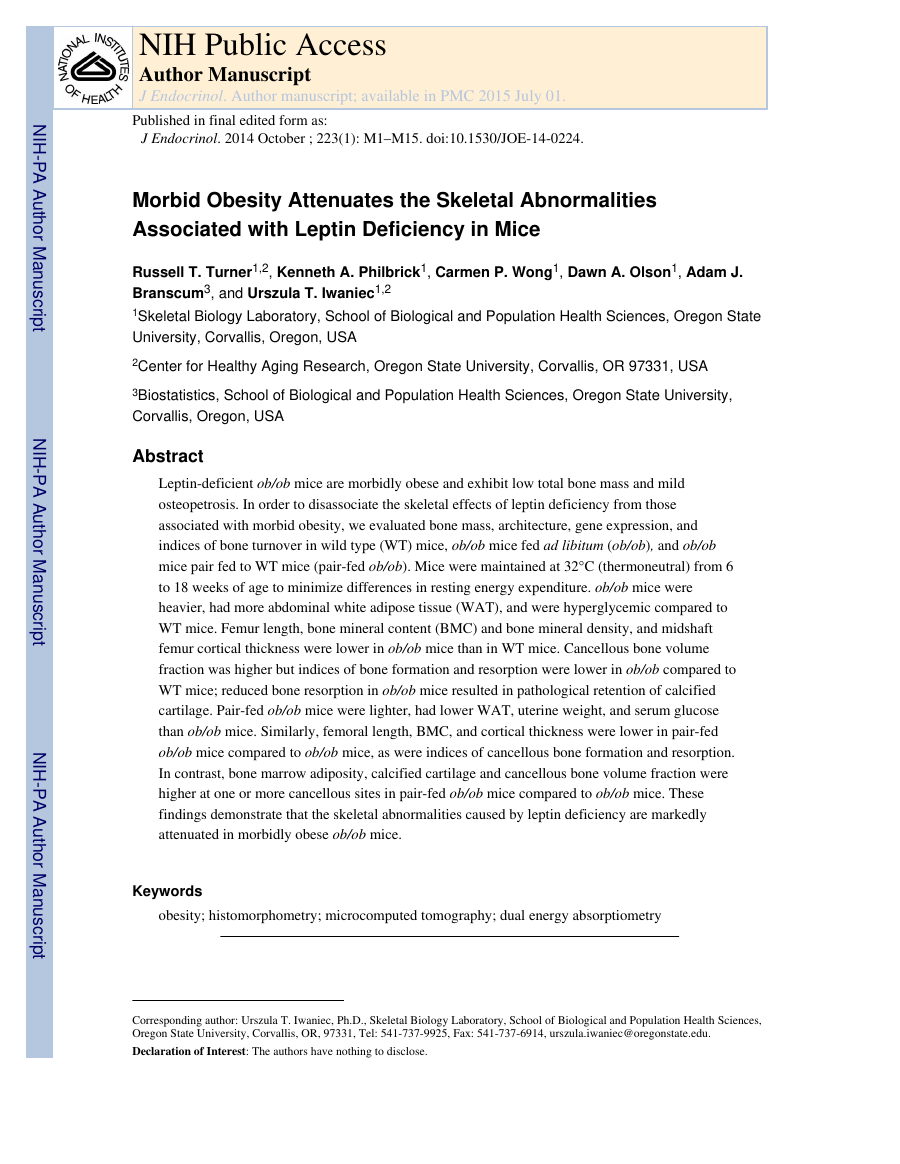 NATIONAL INSTITUTES OF HEALTH
NIH Public Access
Author Manuscript
J Endocrinol. Author manuscript; available in PMC 2015 July 01.
Published in final edited form as:
J Endocrinol. 2014 October ; 223(1): M1–M15. doi:10.1530/JOE-14-0224.
NIH-PA Author Manuscript
NIH-PA Author Manuscript
NIH-PA Author Manuscript
Morbid Obesity Attenuates the Skeletal Abnormalities
Associated with Leptin Deficiency in Mice
Russell T. Turner1,2, Kenneth A. Philbrick1, Carmen P. Wong1, Dawn A. Olson1, Adam J.
Branscum3, and Urszula T. Iwaniec1,2
1Skeletal Biology Laboratory, School of Biological and Population Health Sciences, Oregon State
University, Corvallis, Oregon, USA
2Center for Healthy Aging Research, Oregon State University, Corvallis, OR 97331, USA
3Biostatistics, School of Biological and Population Health Sciences, Oregon State University,
Corvallis, Oregon, USA
Abstract
Leptin-deficient ob/ob mice are morbidly obese and exhibit low total bone mass and mild
osteopetrosis. In order to disassociate the skeletal effects of leptin deficiency from those
associated with morbid obesity, we evaluated bone mass, architecture, gene expression, and
indices of bone turnover in wild type (WT) mice, ob/ob mice fed ad libitum (ob/ob), and ob/ob
mice pair fed to WT mice (pair-fed ob/ob). Mice were maintained at 32°C (thermoneutral) from 6
to 18 weeks of age to minimize differences in resting energy expenditure. ob/ob mice were
heavier, had more abdominal white adipose tissue (WAT), and were hyperglycemic compared to
WT mice. Femur length, bone mineral content (BMC) and bone mineral density, and midshaft
femur cortical thickness were lower in ob/ob mice than in WT mice. Cancellous bone volume
fraction was higher but indices of bone formation and resorption were lower in ob/ob compared to
WT mice; reduced bone resorption in ob/ob mice resulted in pathological retention of calcified
cartilage. Pair-fed ob/ob mice were lighter, had lower WAT, uterine weight, and serum glucose
than ob/ob mice. Similarly, femoral length, BMC, and cortical thickness were lower in pair-fed
ob/ob mice compared to ob/ob mice, as were indices of cancellous bone formation and resorption.
In contrast, bone marrow adiposity, calcified cartilage and cancellous bone volume fraction were
higher at one or more cancellous sites in pair-fed ob/ob mice compared to ob/ob mice. These
findings demonstrate that the skeletal abnormalities caused by leptin deficiency are markedly
attenuated in morbidly obese ob/ob mice.
Keywords
obesity; histomorphometry; microcomputed tomography; dual energy absorptiometry
Corresponding author: Urszula T. Iwaniec, Ph.D., Skeletal Biology Laboratory, School of Biological and Population Health Sciences,
Oregon State University, Corvallis, OR, 97331, Tel: 541-737-9925, Fax: 541-737-6914, urszula.iwaniec@oregonstate.edu.
Declaration of Interest: The authors have nothing to disclose.